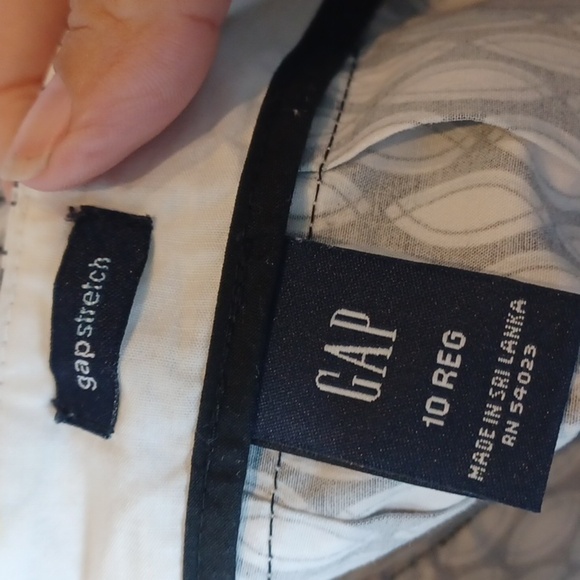 gapstretch
GAP
10 REG
MADE IN SRI LANKA
RN 54023